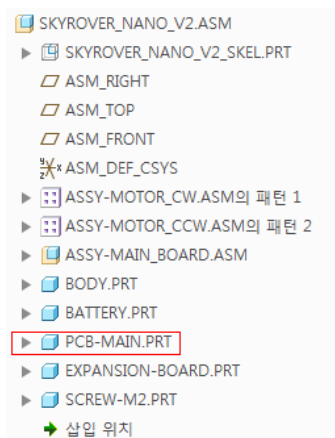 SKYROVER_NANO_V2.ASM
SKYROVER_NANO_V2_SKEL.PRT
ASM_RIGHT
ASM_TOP
ASM_FRONT
ASM_DEF_CSYS
ASSY-MOTOR_CW.ASM의 패턴 1
ASSY-MOTOR_CCW.ASM의 패턴 2
ASSY-MAIN_BOARD.ASM
BODY.PRT
BATTERY.PRT
PCB-MAIN.PRT
EXPANSION-BOARD.PRT
SCREW-M2.PRT
삽입 위치